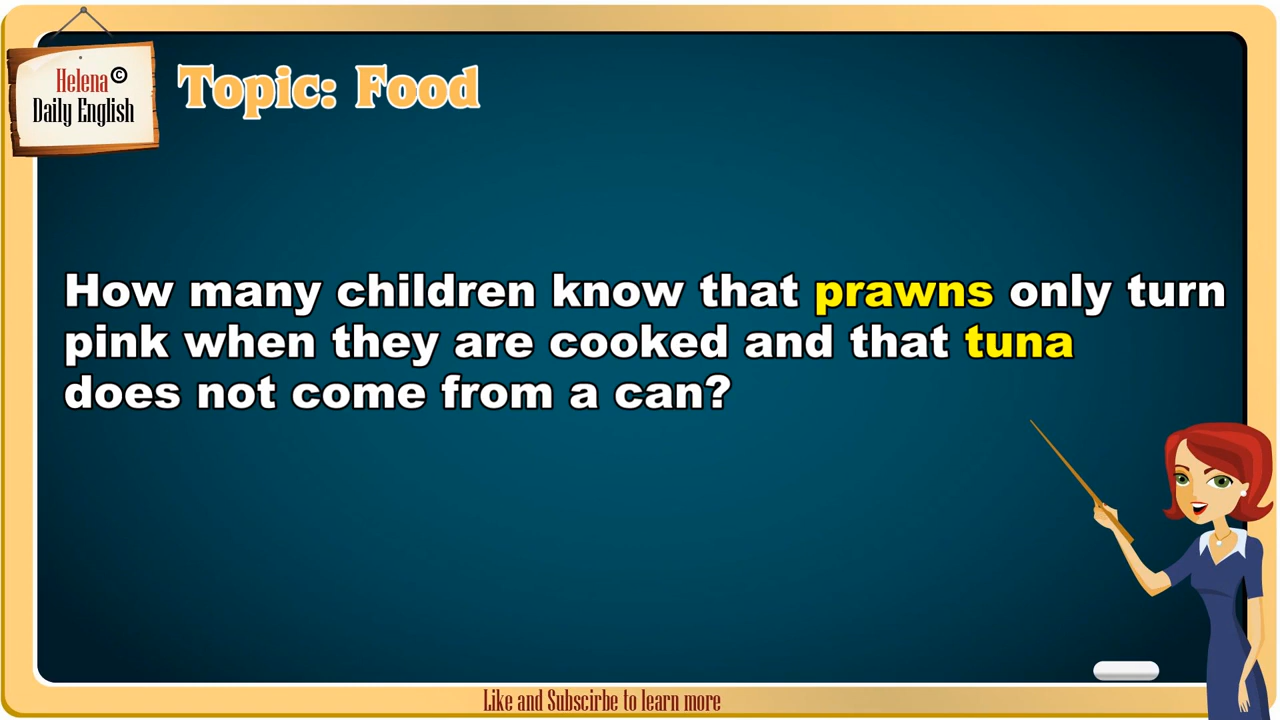 Helena ©
Daily English
Topic: Food
How many children know that prawns only turn
pink when they are cooked and that tuna
does not come from a can?
Like and Subscirbe to learn more